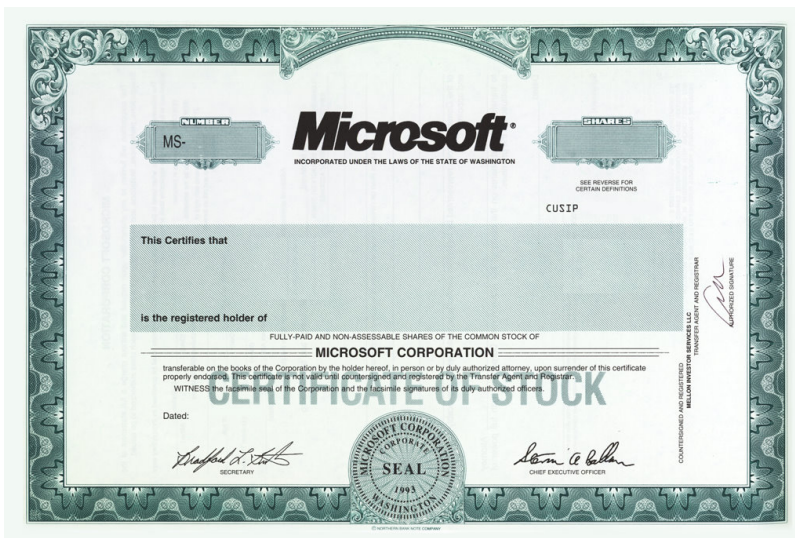 NUMBER
MS-
Microsoft®
INCORPORATED UNDER THE LAWS OF THE STATE OF WASHINGTON
SHARES
SEE REVERSE FOR
CERTAIN DEFINITIONS
CUSIP
This Certifies that
is the registered holder of
FULLY-PAID AND NON-ASSESSABLE SHARES OF THE COMMON STOCK OF
MICROSOFT CORPORATION
transferable on the books of the Corporation by the holder hereof, in person or by duly authorized attorney, upon surrender of this certificate
properly endorsed. This certificate is not valid until countersigned and registered by the Transfer Agent and Registrar.
WITNESS the facsimile seal of the Corporation and the facsimile signatures of its duly authorized officers.
CERTIFICATE OF STOCK
Dated:
SECRETARY
MICROSOFT CORPORATION
CORPORATE
SEAL
1993
WASHINGTON
CHIEF EXECUTIVE OFFICER
COUNTERSIGNED AND REGISTERED
MELLON INVESTOR SERVICES LLC
TRANSFER AGENT AND REGISTRAR
AUTHORIZED SIGNATURE
© NORTHERN BANK NOTE COMPANY